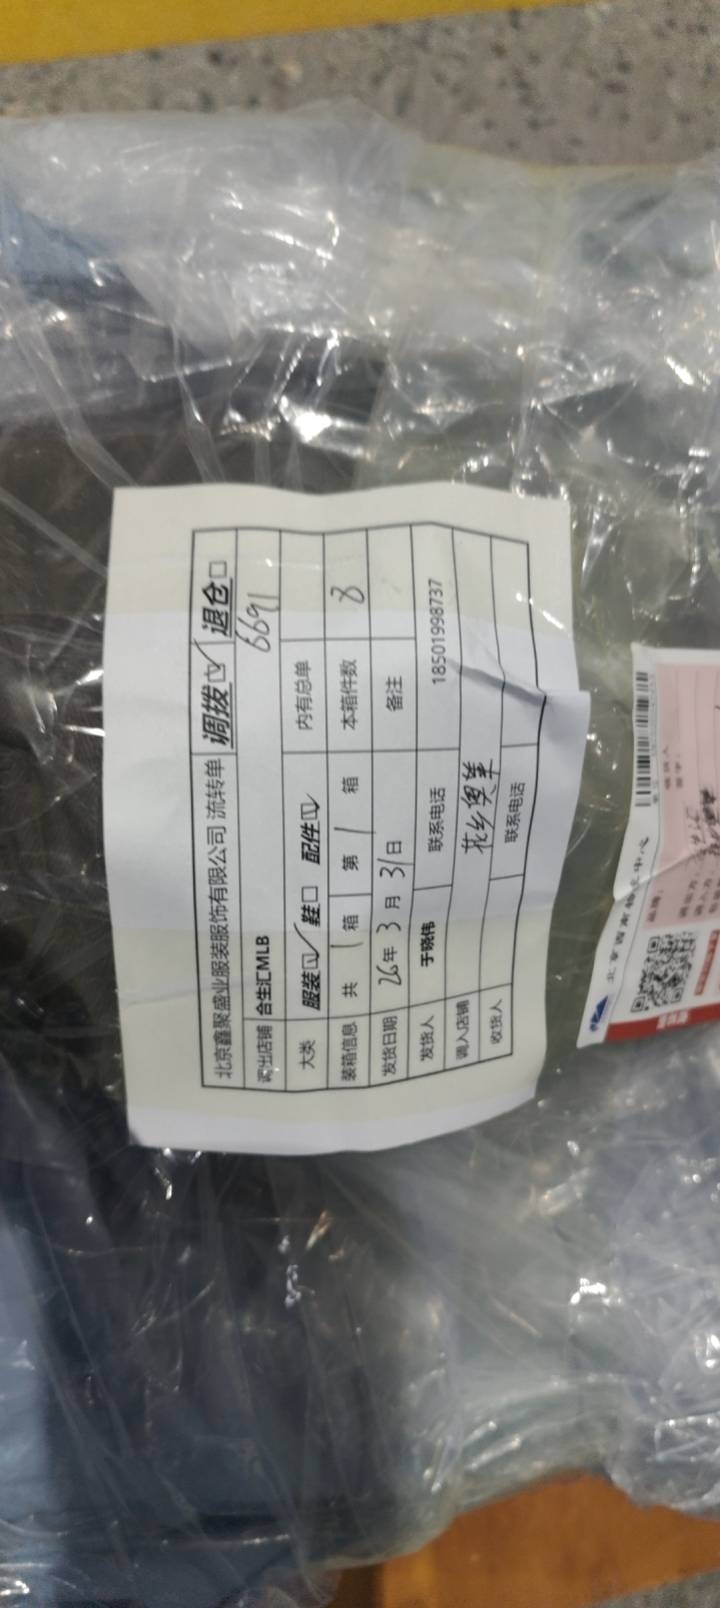 北京鑫聚盛业服装服饰有限公司 流转单 调拨☑ 退仓□
调出店铺 合生汇MLB 6691
大类 服装☑ 鞋□ 配件☑ 内有总单
装箱信息 共 1 箱 第 1 箱 本箱件数 8
发货日期 26年 3月 31日 备注
发货人 于晓伟 联系电话 18501998737
调入店铺 花乡奥莱
收货人 联系电话